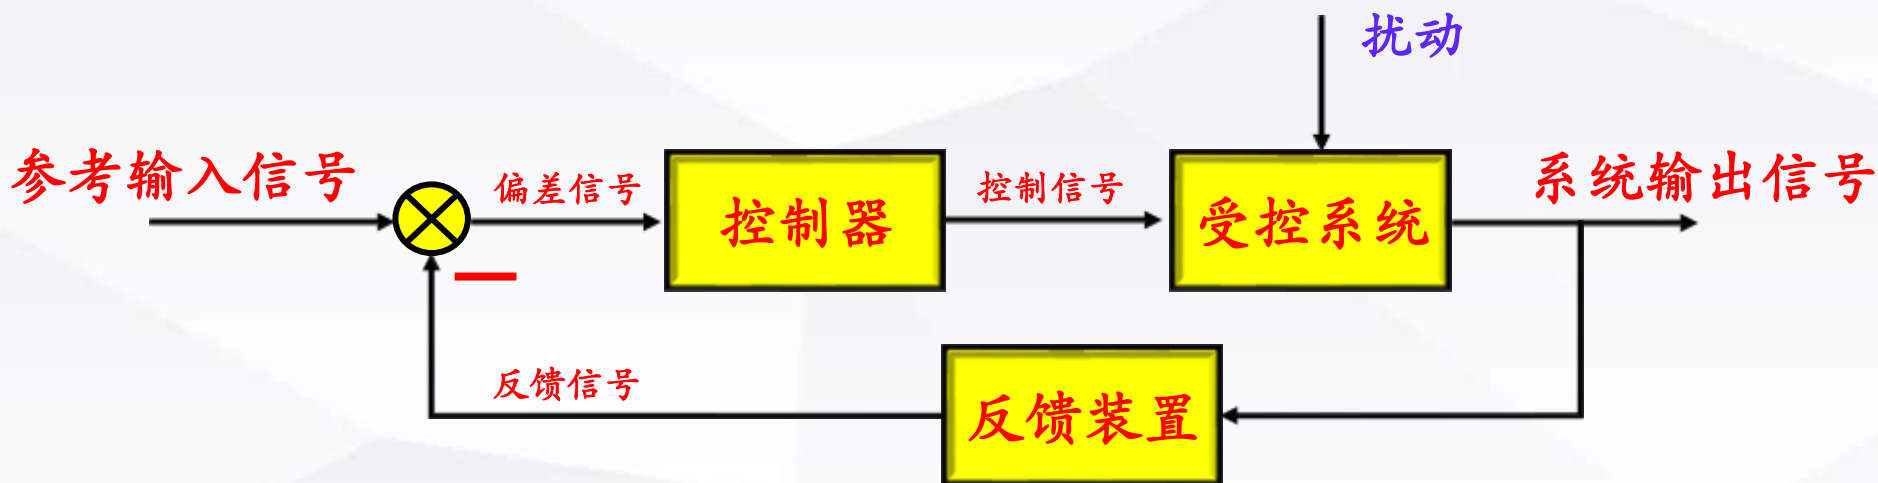 扰动
参考输入信号
偏差信号
控制器
控制信号
受控系统
系统输出信号
反馈信号
反馈装置